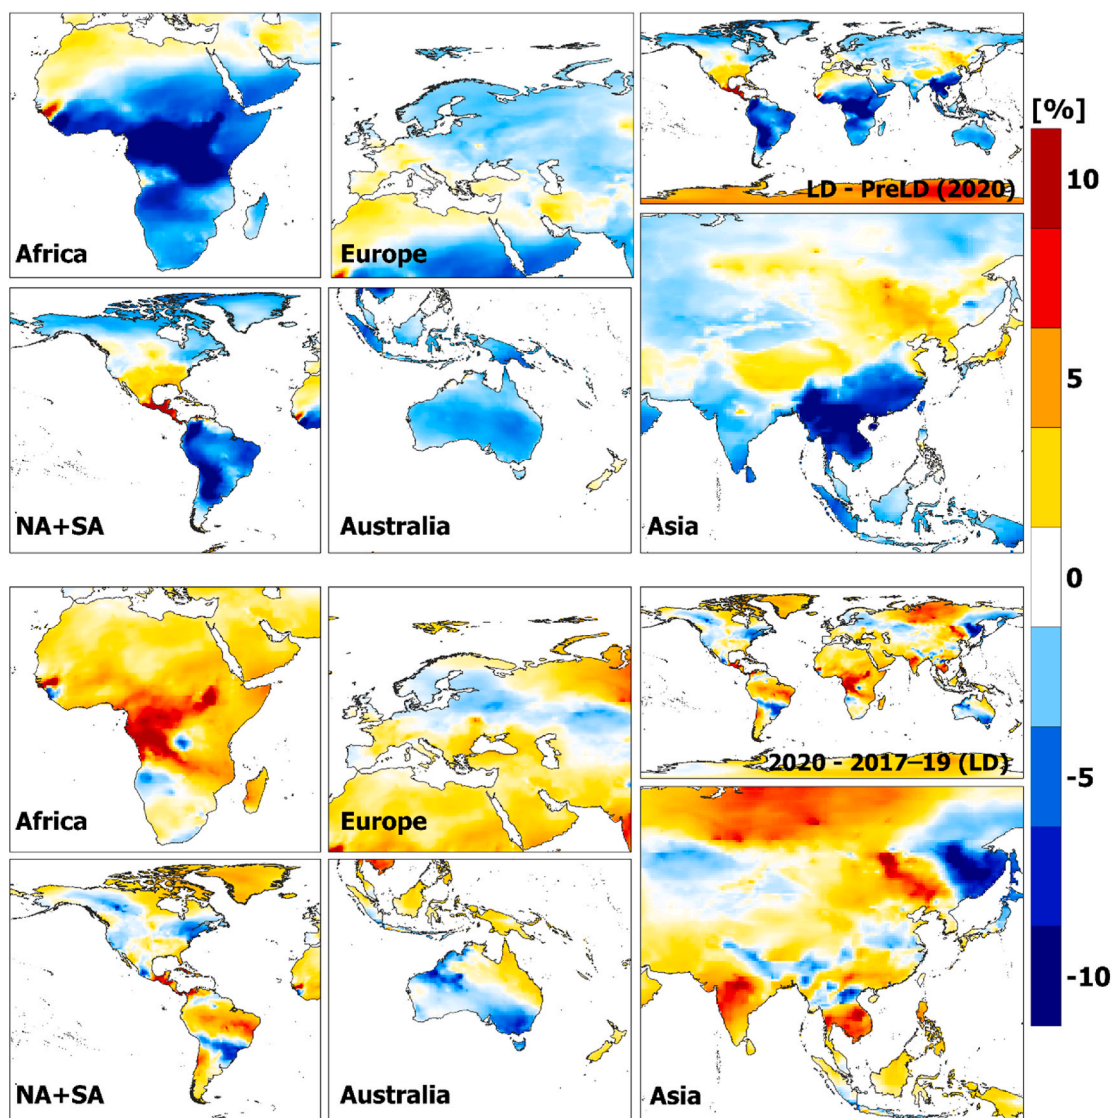 [%]
10
5
0
-5
-10
Africa
Europe
LD - PreLD (2020)
NA+SA
Australia
Asia
Africa
Europe
2020 - 2017–19 (LD)
NA+SA
Australia
Asia